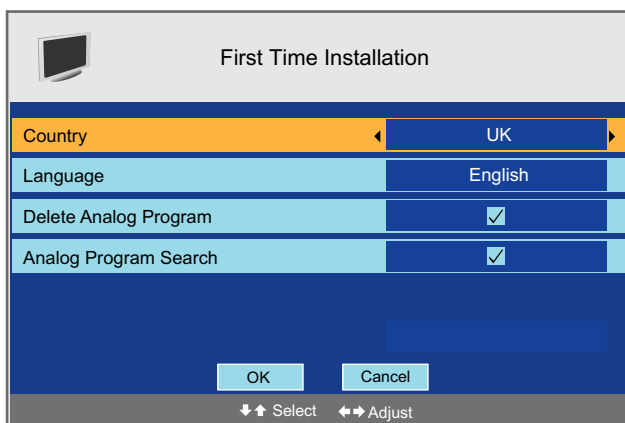 First Time Installation
Country UK
Language English
Delete Analog Program
Analog Program Search
OK Cancel
Select Adjust